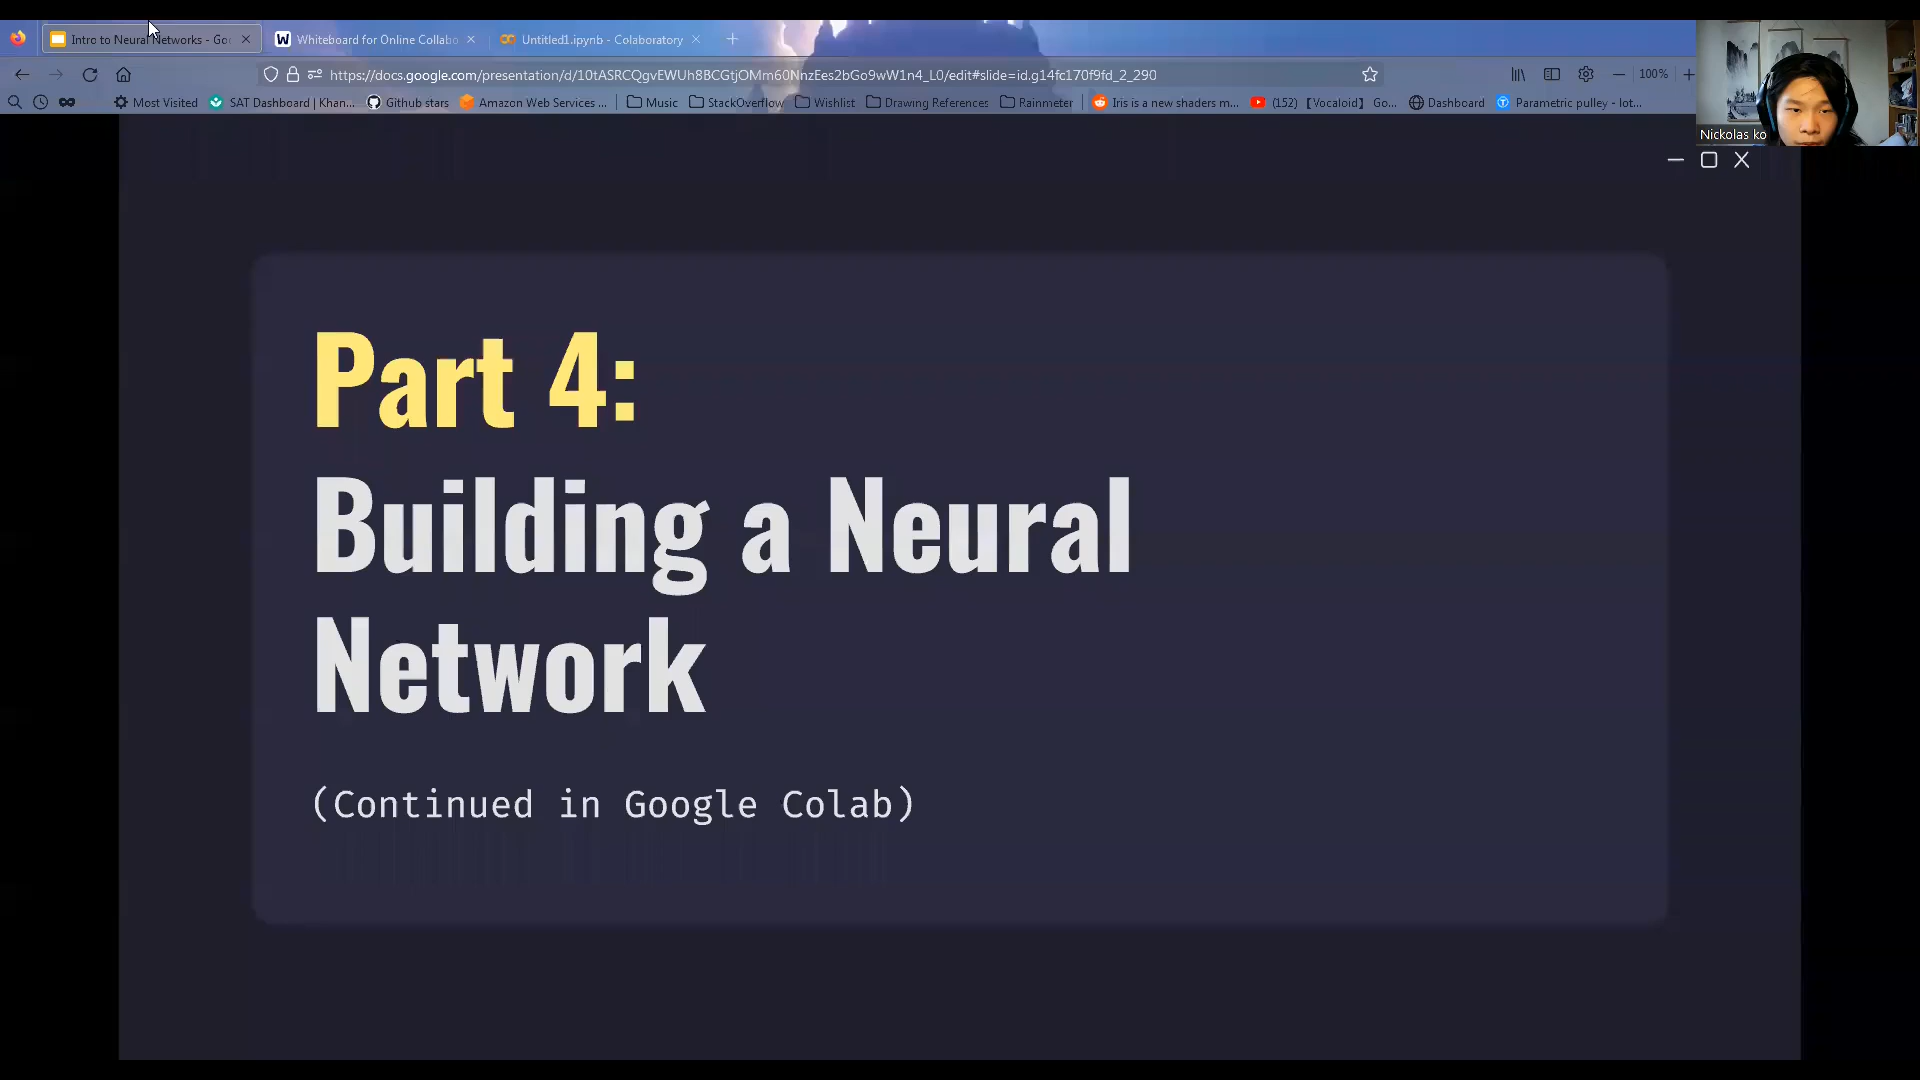 Intro to Neural Networks - Goo
Whiteboard for Online Collabo
Untitled1.ipynb - Colaboratory
https://docs.google.com/presentation/d/10tASRCQgvEWUh8BCGtjOMm60NnzEes2bGo9wW1n4_L0/edit#slide=id.g14fc170f9fd_2_290
100%
Most Visited
SAT Dashboard | Khan...
Github stars
Amazon Web Services ...
Music
StackOverflow
Wishlist
Drawing References
Rainmeter
Iris is a new shaders m...
(152) 【Vocaloid】 Go...
Dashboard
Parametric pulley - lot...
Nickolas ko
Part 4:
Building a Neural
Network
(Continued in Google Colab)